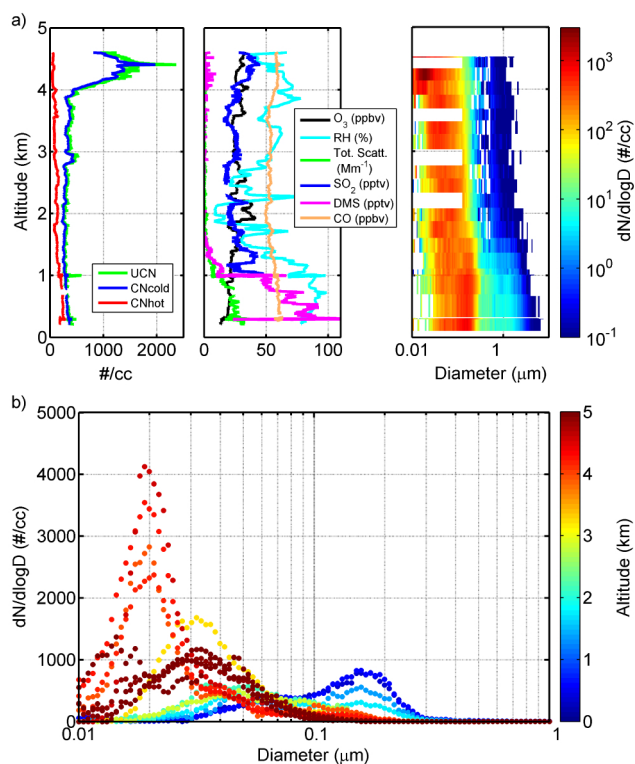 a)
5
4
3
2
1
0
Altitude (km)
0 1000 2000
#/cc
UCN
CNcold
CNhot
0 50 100
O3 (ppbv)
RH (%)
Tot. Scatt.
(Mm⁻¹)
SO2 (pptv)
DMS (pptv)
CO (ppbv)
0.01 0.1 1
Diameter (μm)
10³
10²
10¹
10⁰
10⁻¹
dN/dlogD (#/cc)
b)
5000
4000
3000
2000
1000
0
dN/dlogD (#/cc)
0.01 0.1 1
Diameter (μm)
5
4
3
2
1
0
Altitude (km)